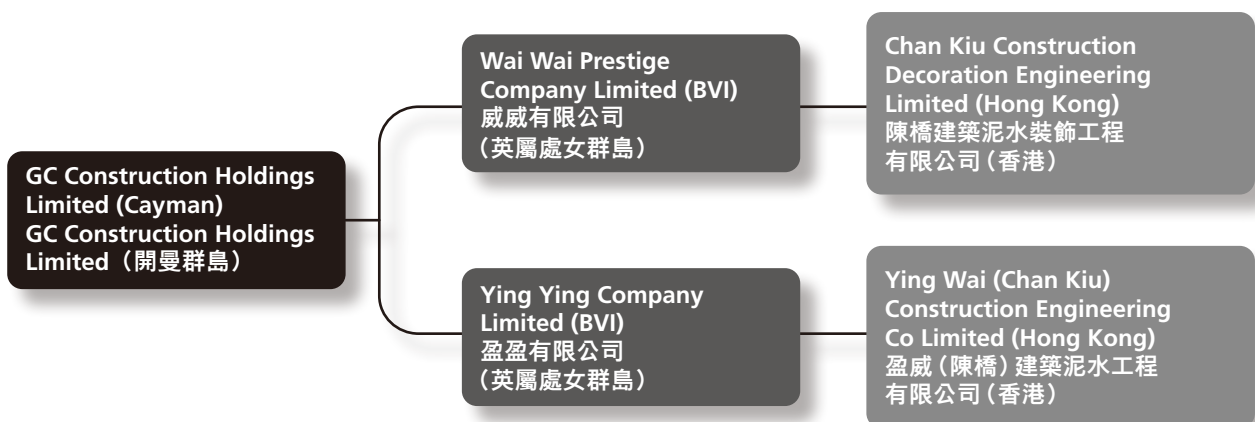 GC Construction Holdings
Limited (Cayman)
GC Construction Holdings
Limited（開曼群島）
Wai Wai Prestige
Company Limited (BVI)
威威有限公司
（英屬處女群島）
Chan Kiu Construction
Decoration Engineering
Limited (Hong Kong)
陳橋建築泥水裝飾工程
有限公司（香港）
Ying Ying Company
Limited (BVI)
盈盈有限公司
（英屬處女群島）
Ying Wai (Chan Kiu)
Construction Engineering
Co Limited (Hong Kong)
盈威（陳橋）建築泥水工程
有限公司（香港）